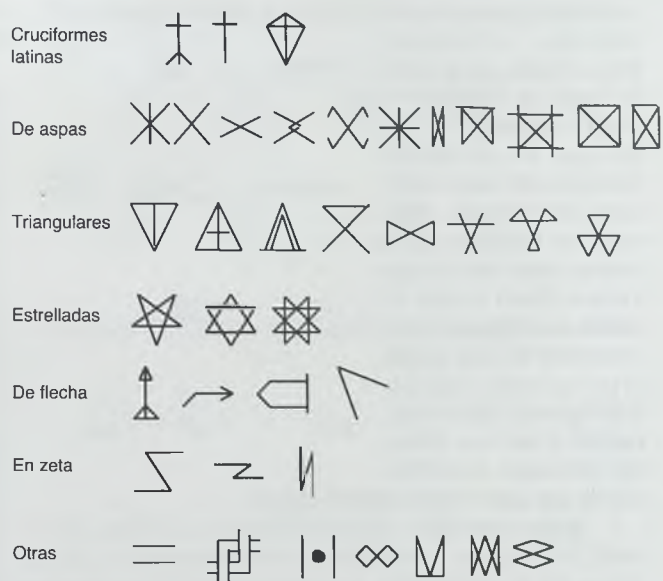 Cruciformes
latinas
De aspas
Triangulares
Estrelladas
De flecha
En zeta
Otras